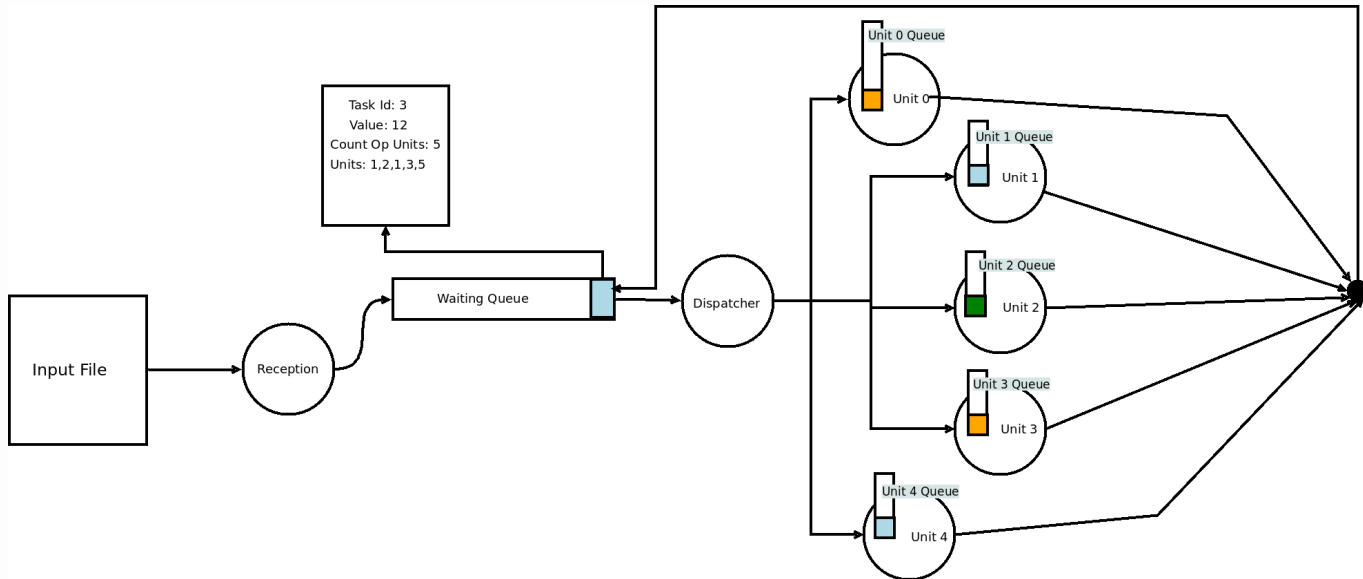 Unit 0 Queue
Task Id: 3
Value: 12
Count Op Units: 5
Units: 1,2,1,3,5
Unit 0
Unit 1 Queue
Unit 1
Unit 2 Queue
Waiting Queue
Dispatcher
Unit 2
Input File
Reception
Unit 3 Queue
Unit 3
Unit 4 Queue
Unit 4